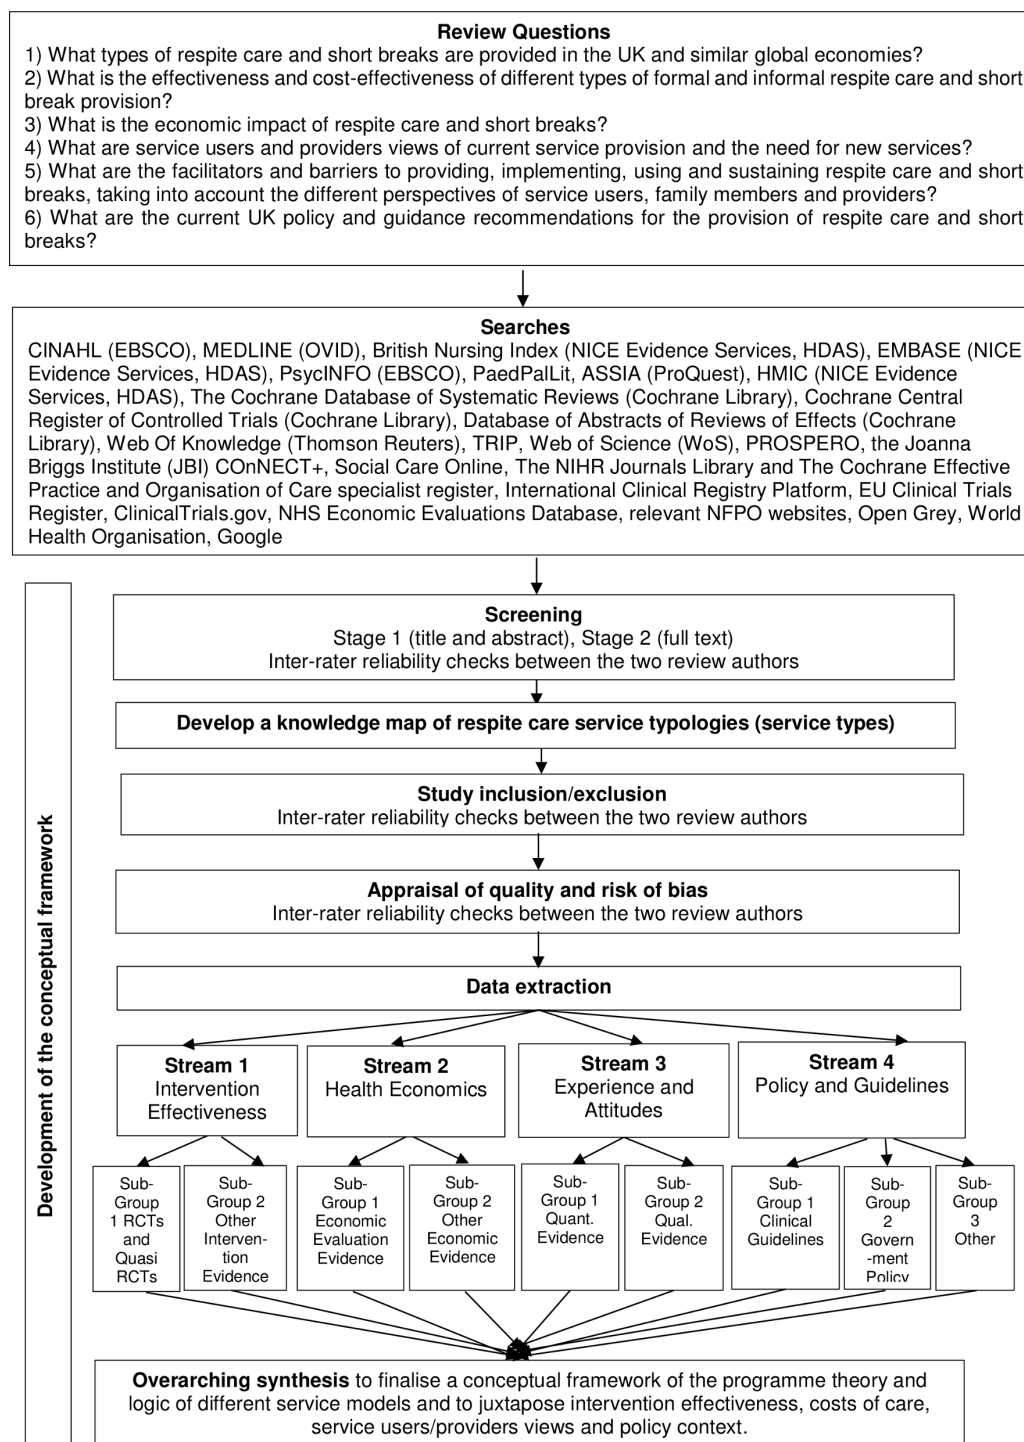 Review Questions
1) What types of respite care and short breaks are provided in the UK and similar global economies?
2) What is the effectiveness and cost-effectiveness of different types of formal and informal respite care and short
break provision?
3) What is the economic impact of respite care and short breaks?
4) What are service users and providers views of current service provision and the need for new services?
5) What are the facilitators and barriers to providing, implementing, using and sustaining respite care and short
breaks, taking into account the different perspectives of service users, family members and providers?
6) What are the current UK policy and guidance recommendations for the provision of respite care and short
breaks?
Searches
CINAHL (EBSCO), MEDLINE (OVID), British Nursing Index (NICE Evidence Services, HDAS), EMBASE (NICE
Evidence Services, HDAS), PsycINFO (EBSCO), PaedPalLit, ASSIA (ProQuest), HMIC (NICE Evidence
Services, HDAS), The Cochrane Database of Systematic Reviews (Cochrane Library), Cochrane Central
Register of Controlled Trials (Cochrane Library), Database of Abstracts of Reviews of Effects (Cochrane
Library), Web Of Knowledge (Thomson Reuters), TRIP, Web of Science (WoS), PROSPERO, the Joanna
Briggs Institute (JBI) COnNECT+, Social Care Online, The NIHR Journals Library and The Cochrane Effective
Practice and Organisation of Care specialist register, International Clinical Registry Platform, EU Clinical Trials
Register, ClinicalTrials.gov, NHS Economic Evaluations Database, relevant NFPO websites, Open Grey, World
Health Organisation, Google
Development of the conceptual framework
Screening
Stage 1 (title and abstract), Stage 2 (full text)
Inter-rater reliability checks between the two review authors
Develop a knowledge map of respite care service typologies (service types)
Study inclusion/exclusion
Inter-rater reliability checks between the two review authors
Appraisal of quality and risk of bias
Inter-rater reliability checks between the two review authors
Data extraction
Stream 1
Intervention
Effectiveness
Stream 2
Health Economics
Stream 3
Experience and
Attitudes
Stream 4
Policy and Guidelines
Sub-
Group
1 RCTs
and
Quasi
RCTs
Sub-
Group 2
Other
Interven-
tion
Evidence
Sub-
Group 1
Economic
Evaluation
Evidence
Sub-
Group 2
Other
Economic
Evidence
Sub-
Group 1
Quant.
Evidence
Sub-
Group 2
Qual.
Evidence
Sub-
Group 1
Clinical
Guidelines
Sub-
Group
2
Govern
-ment
Policy
Sub-
Group
3
Other
Overarching synthesis to finalise a conceptual framework of the programme theory and
logic of different service models and to juxtapose intervention effectiveness, costs of care,
service users/providers views and policy context.